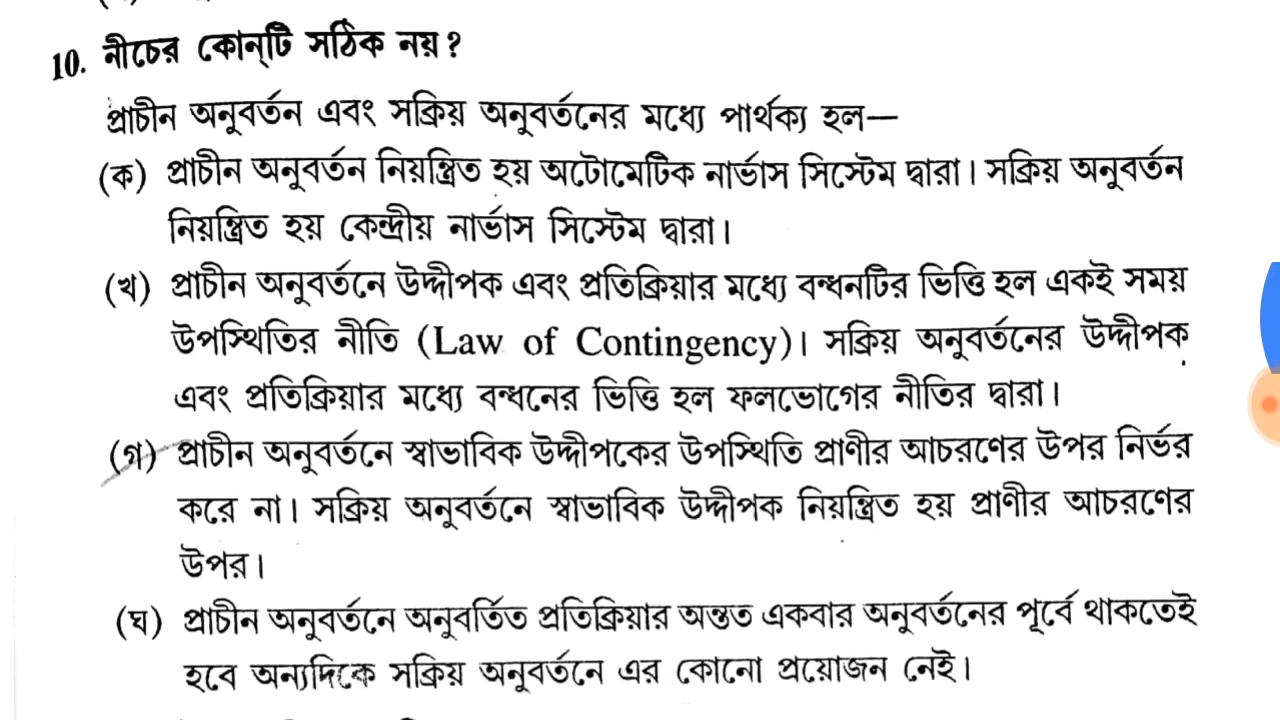 10. নীচের কোন্‌টি সঠিক নয়?
প্রাচীন অনুবর্তন এবং সক্রিয় অনুবর্তনের মধ্যে পার্থক্য হল—
(ক) প্রাচীন অনুবর্তন নিয়ন্ত্রিত হয় অটোমেটিক নার্ভাস সিস্টেম দ্বারা। সক্রিয় অনুবর্তন
নিয়ন্ত্রিত হয় কেন্দ্রীয় নার্ভাস সিস্টেম দ্বারা।
(খ) প্রাচীন অনুবর্তনে উদ্দীপক এবং প্রতিক্রিয়ার মধ্যে বন্ধনটির ভিত্তি হল একই সময়
উপস্থিতির নীতি (Law of Contingency)। সক্রিয় অনুবর্তনের উদ্দীপক
এবং প্রতিক্রিয়ার মধ্যে বন্ধনের ভিত্তি হল ফলভোগের নীতির দ্বারা।
(গ) প্রাচীন অনুবর্তনে স্বাভাবিক উদ্দীপকের উপস্থিতি প্রাণীর আচরণের উপর নির্ভর
করে না। সক্রিয় অনুবর্তনে স্বাভাবিক উদ্দীপক নিয়ন্ত্রিত হয় প্রাণীর আচরণের
উপর।
(ঘ) প্রাচীন অনুবর্তনে অনুবর্তিত প্রতিক্রিয়ার অন্তত একবার অনুবর্তনের পূর্বে থাকতেই
হবে অন্যদিকে সক্রিয় অনুবর্তনে এর কোনো প্রয়োজন নেই।